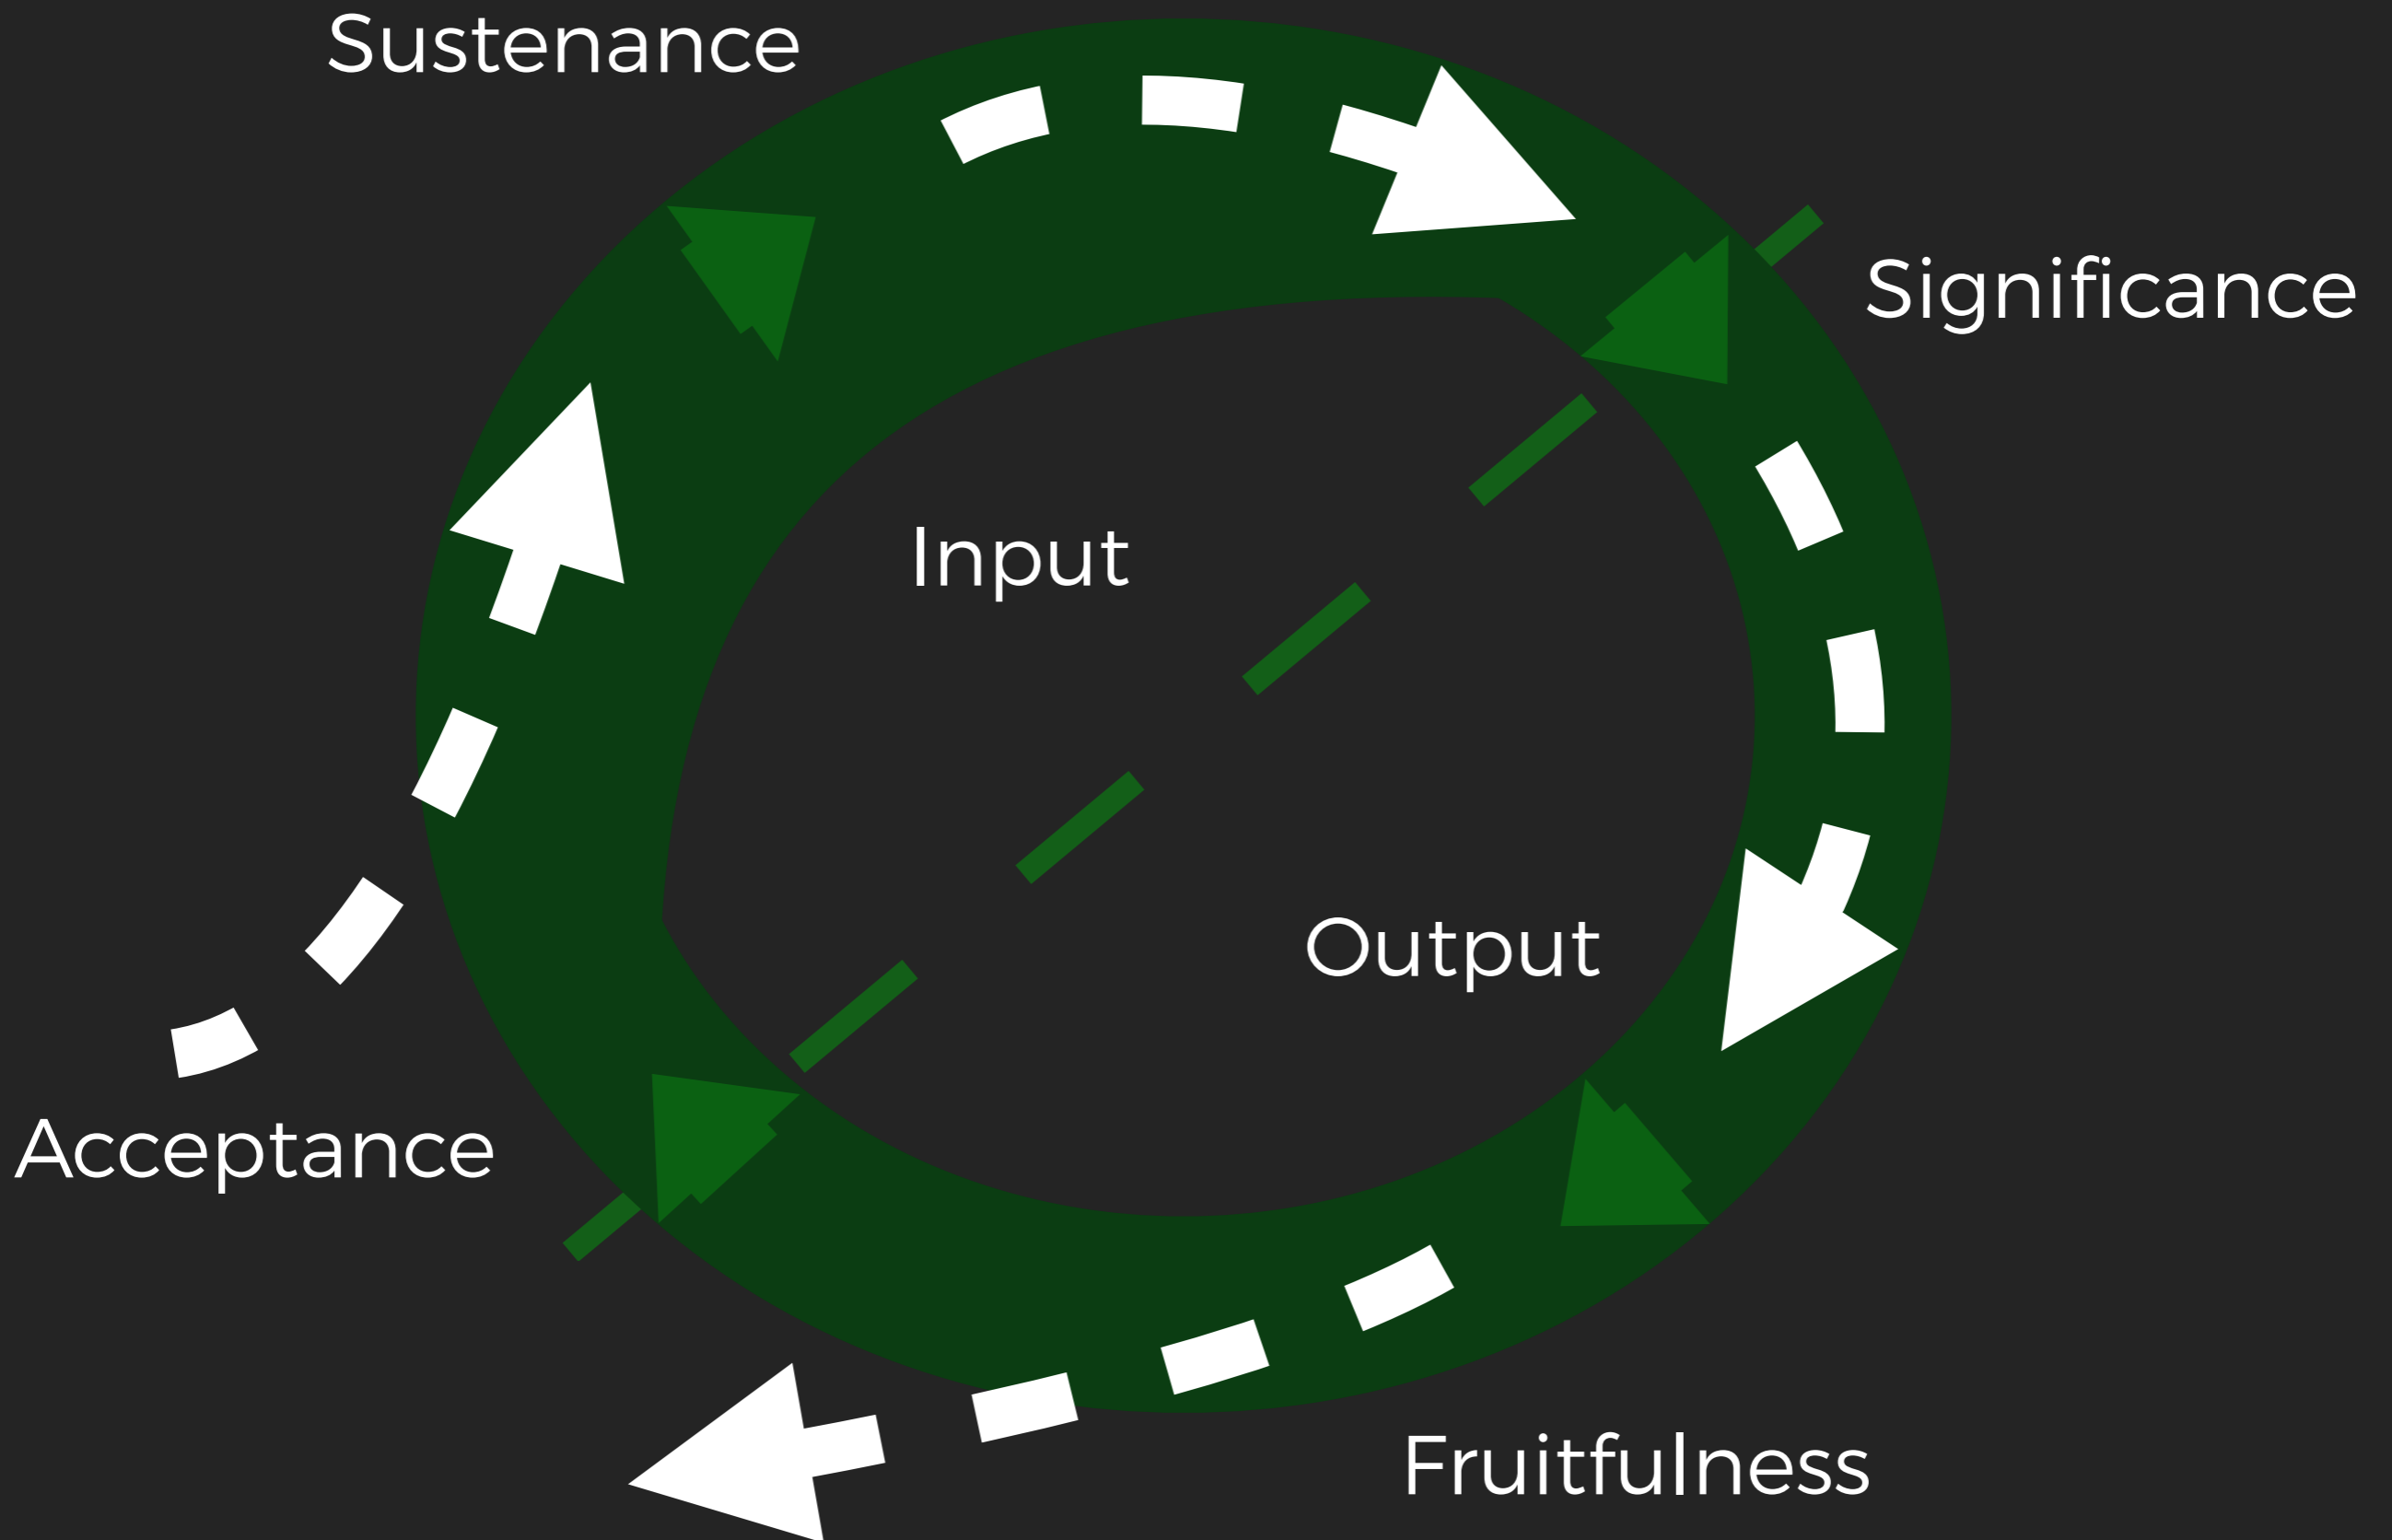 Sustenance
Significance
Input
Output
Acceptance
Fruitfulness